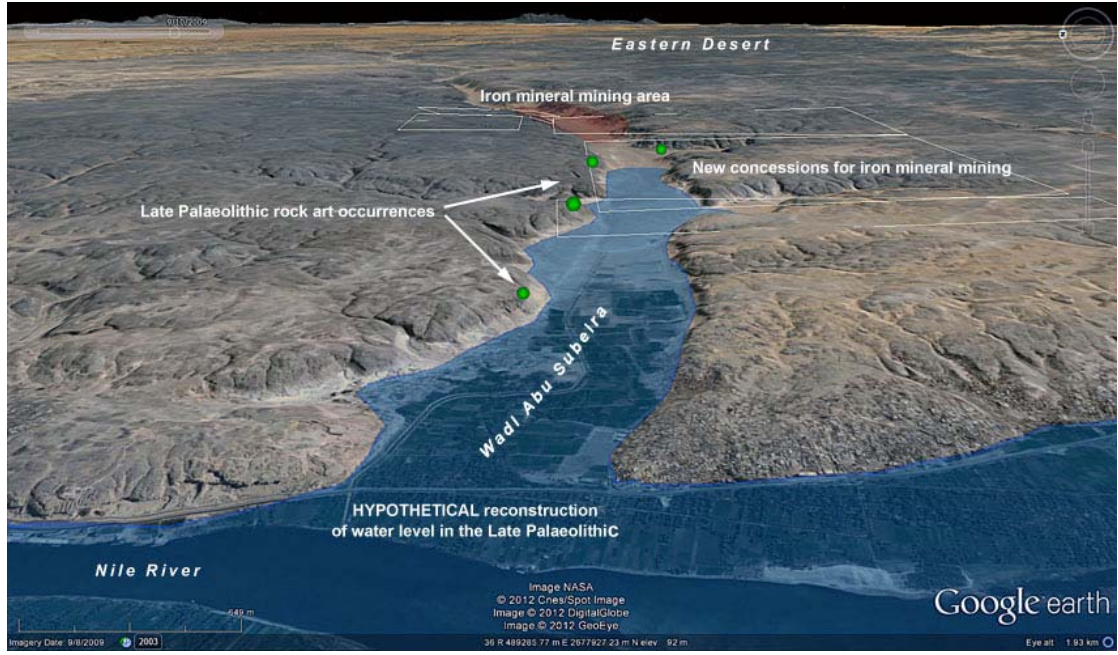 9/10/2009
Eastern Desert
Iron mineral mining area
New concessions for iron mineral mining
Late Palaeolithic rock art occurrences
Wadi Abu Subeira
HYPOTHETICAL reconstruction
of water level in the Late Palaeolithic
Nile River
Image NASA
© 2012 Cnes/Spot Image
Image © 2012 DigitalGlobe
Image © 2012 GeoEye
Google earth
649 m
Imagery Date: 9/8/2009
2003
36 R 489285.77 m E 2677927.23 m N elev 92 m
Eye alt 1.93 km